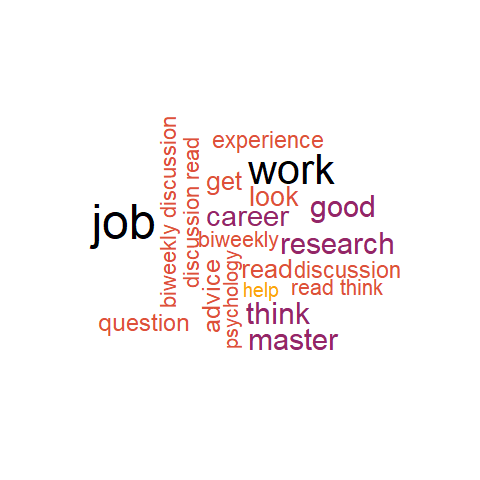 experience
work
get
look
job
career
good
biweekly discussion
discussion read
biweekly
research
read
discussion
help
read think
advice
psychology
question
think
master